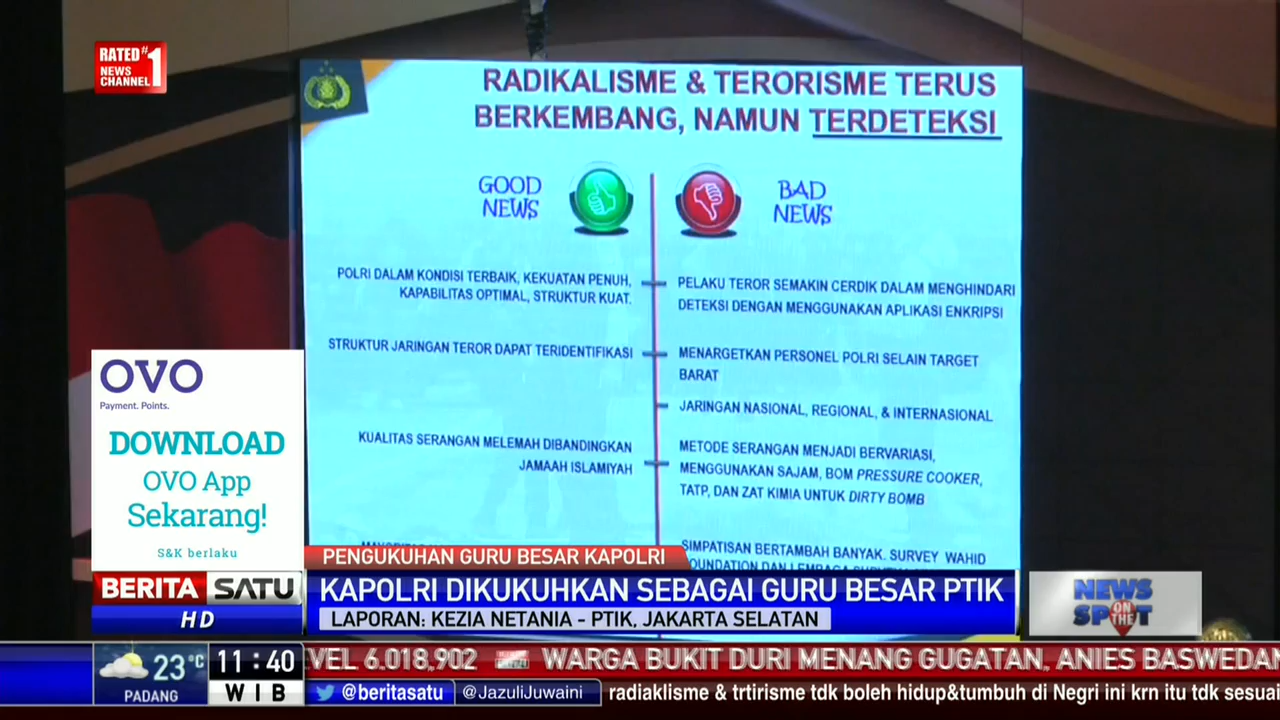 RATED #1
NEWS
CHANNEL
RADIKALISME & TERORISME TERUS
BERKEMBANG, NAMUN TERDETEKSI
GOOD
NEWS
BAD
NEWS
POLRI DALAM KONDISI TERBAIK, KEKUATAN PENUH,
KAPABILITAS OPTIMAL, STRUKTUR KUAT.
PELAKU TEROR SEMAKIN CERDIK DALAM MENGHINDARI
DETEKSI DENGAN MENGGUNAKAN APLIKASI ENKRIPSI
STRUKTUR JARINGAN TEROR DAPAT TERIDENTIFIKASI
MENARGETKAN PERSONEL POLRI SELAIN TARGET
BARAT
JARINGAN NASIONAL, REGIONAL, & INTERNASIONAL
KUALITAS SERANGAN MELEMAH DIBANDINGKAN
JAMAAH ISLAMIYAH
METODE SERANGAN MENJADI BERVARIASI,
MENGGUNAKAN SAJAM, BOM PRESSURE COOKER,
TATP, DAN ZAT KIMIA UNTUK DIRTY BOMB
SIMPATISAN BERTAMBAH BANYAK. SURVEY WAHID
OVO
Payment. Points.
DOWNLOAD
OVO App
Sekarang!
S&K berlaku
PENGUKUHAN GURU BESAR KAPOLRI
BERITA SATU
HD
KAPOLRI DIKUKUHKAN SEBAGAI GURU BESAR PTIK
LAPORAN: KEZIA NETANIA - PTIK, JAKARTA SELATAN
NEWS
ON THE
SPOT
23°C
PADANG
11:40
WIB
EVEL 6.018,902
WARGA BUKIT DURI MENANG GUGATAN, ANIES BASWEDAN
@beritasatu
@JazuliJuwaini
radiaklisme & trtirisme tdk boleh hidup&tumbuh di Negri ini krn itu tdk sesuai